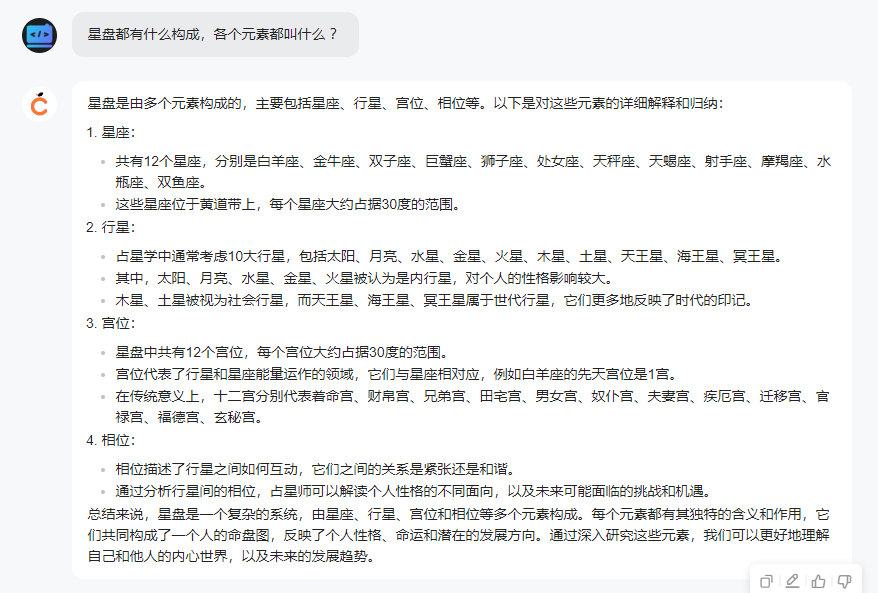 星盘都有什么构成，各个元素都叫什么？
星盘是由多个元素构成的，主要包括星座、行星、宫位、相位等。以下是对这些元素的详细解释和归纳：
1. 星座：
共有12个星座，分别是白羊座、金牛座、双子座、巨蟹座、狮子座、处女座、天秤座、天蝎座、射手座、摩羯座、水
瓶座、双鱼座。
这些星座位于黄道带上，每个星座大约占据30度的范围。
2. 行星：
占星学中通常考虑10大行星，包括太阳、月亮、水星、金星、火星、木星、土星、天王星、海王星、冥王星。
其中，太阳、月亮、水星、金星、火星被认为是内行星，对个人的性格影响较大。
木星、土星被视为社会行星，而天王星、海王星、冥王星属于世代行星，它们更多地反映了时代的印记。
3. 宫位：
星盘中共有12个宫位，每个宫位大约占据30度的范围。
宫位代表了行星和星座能量运作的领域，它们与星座相对应，例如白羊座的先天宫位是1宫。
在传统意义上，十二宫分别代表着命宫、财帛宫、兄弟宫、田宅宫、男女宫、奴仆宫、夫妻宫、疾厄宫、迁移宫、官
禄宫、福德宫、玄秘宫。
4. 相位：
相位描述了行星之间如何互动，它们之间的关系是紧张还是和谐。
通过分析行星间的相位，占星师可以解读个人性格的不同面向，以及未来可能面临的挑战和机遇。
总结来说，星盘是一个复杂的系统，由星座、行星、宫位和相位等多个元素构成。每个元素都有其独特的含义和作用，它
们共同构成了一个人的命盘图，反映了个人性格、命运和潜在的发展方向。通过深入研究这些元素，我们可以更好地理解
自己和他人的内心世界，以及未来的发展趋势。